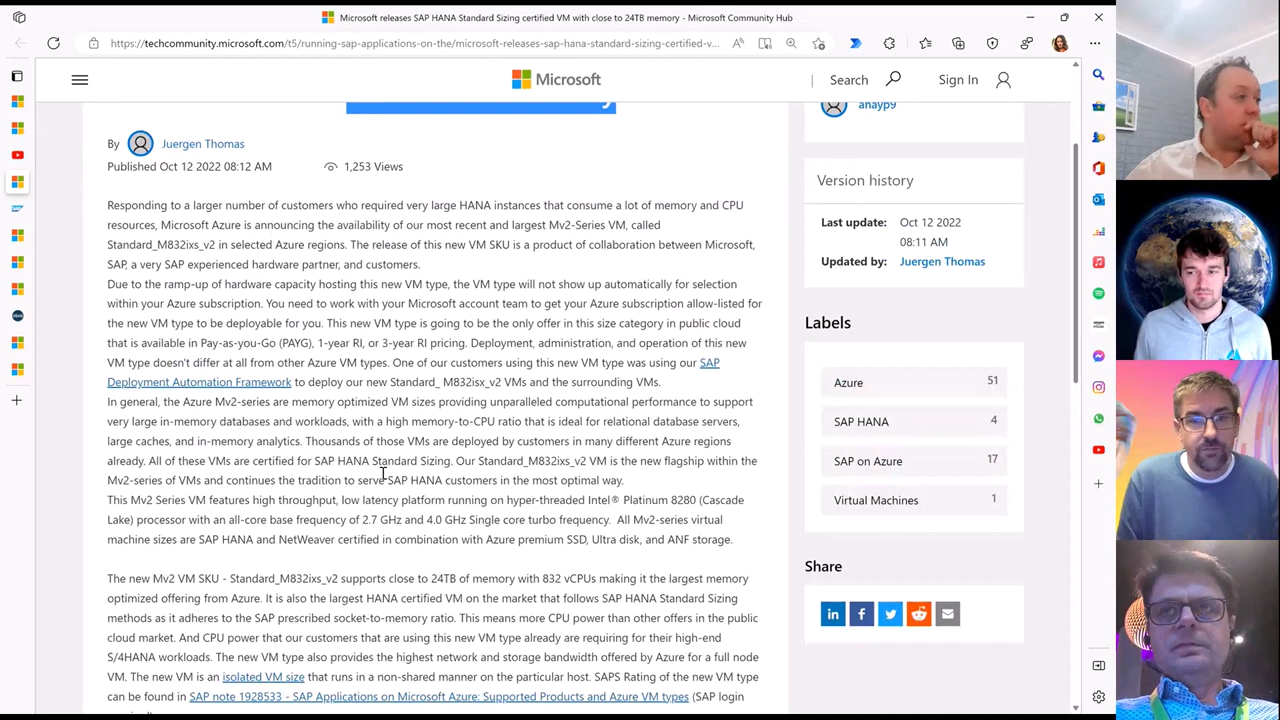 Microsoft releases SAP HANA Standard Sizing certified VM with close to 24TB memory - Microsoft Community Hub
https://techcommunity.microsoft.com/t5/running-sap-applications-on-the/microsoft-releases-sap-hana-standard-sizing-certified-v...
Microsoft
Search
Sign In
anayp9
By Juergen Thomas
Published Oct 12 2022 08:12 AM 1,253 Views
Responding to a larger number of customers who required very large HANA instances that consume a lot of memory and CPU
resources, Microsoft Azure is announcing the availability of our most recent and largest Mv2-Series VM, called
Standard_M832ixs_v2 in selected Azure regions. The release of this new VM SKU is a product of collaboration between Microsoft,
SAP, a very SAP experienced hardware partner, and customers.
Due to the ramp-up of hardware capacity hosting this new VM type, the VM type will not show up automatically for selection
within your Azure subscription. You need to work with your Microsoft account team to get your Azure subscription allow-listed for
the new VM type to be deployable for you. This new VM type is going to be the only offer in this size category in public cloud
that is available in Pay-as-you-Go (PAYG), 1-year RI, or 3-year RI pricing. Deployment, administration, and operation of this new
VM type doesn't differ at all from other Azure VM types. One of our customers using this new VM type was using our SAP
Deployment Automation Framework to deploy our new Standard_ M832isx_v2 VMs and the surrounding VMs.
In general, the Azure Mv2-series are memory optimized VM sizes providing unparalleled computational performance to support
very large in-memory databases and workloads, with a high memory-to-CPU ratio that is ideal for relational database servers,
large caches, and in-memory analytics. Thousands of those VMs are deployed by customers in many different Azure regions
already. All of these VMs are certified for SAP HANA Standard Sizing. Our Standard_M832ixs_v2 VM is the new flagship within the
Mv2-series of VMs and continues the tradition to serve SAP HANA customers in the most optimal way.
This Mv2 Series VM features high throughput, low latency platform running on hyper-threaded Intel® Platinum 8280 (Cascade
Lake) processor with an all-core base frequency of 2.7 GHz and 4.0 GHz Single core turbo frequency.  All Mv2-series virtual
machine sizes are SAP HANA and NetWeaver certified in combination with Azure premium SSD, Ultra disk, and ANF storage.
The new Mv2 VM SKU - Standard_M832ixs_v2 supports close to 24TB of memory with 832 vCPUs making it the largest memory
optimized offering from Azure. It is also the largest HANA certified VM on the market that follows SAP HANA Standard Sizing
methods as it adheres to the SAP prescribed socket-to-memory ratio. This means more CPU power than other offers in the public
cloud market. And CPU power that our customers that are using this new VM type already are requiring for their high-end
S/4HANA workloads. The new VM type also provides the highest network and storage bandwidth offered by Azure for a full node
VM. The new VM is an isolated VM size that runs in a non-shared manner on the particular host. SAPS Rating of the new VM type
can be found in SAP note 1928533 - SAP Applications on Microsoft Azure: Supported Products and Azure VM types (SAP login
Version history
Last update: Oct 12 2022
08:11 AM
Updated by: Juergen Thomas
Labels
Azure 51
SAP HANA 4
SAP on Azure 17
Virtual Machines 1
Share